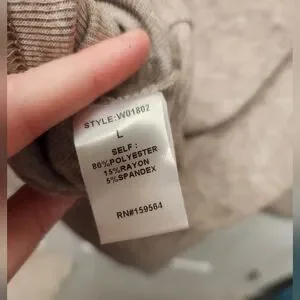 STYLE:W01802
L
SELF :
80%POLYESTER
15%RAYON
5%SPANDEX
RN#159564